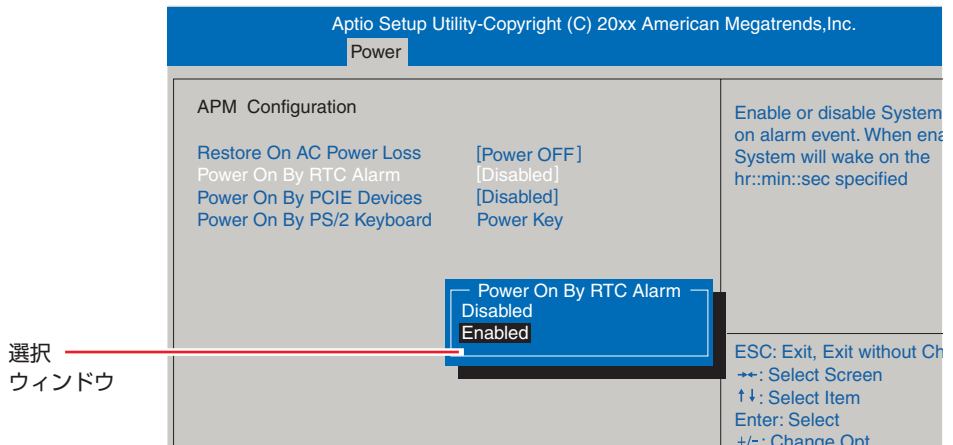 Aptio Setup Utility-Copyright (C) 20xx American Megatrends,Inc.
Power
APM Configuration
Restore On AC Power Loss [Power OFF]
Power On By RTC Alarm [Disabled]
Power On By PCIE Devices [Disabled]
Power On By PS/2 Keyboard Power Key
Enable or disable System
on alarm event. When ena
System will wake on the
hr::min::sec specified
Power On By RTC Alarm
Disabled
Enabled
選択
ウィンドウ
ESC: Exit, Exit without Ch
→←: Select Screen
↑↓: Select Item
Enter: Select
+/-: Change Opt